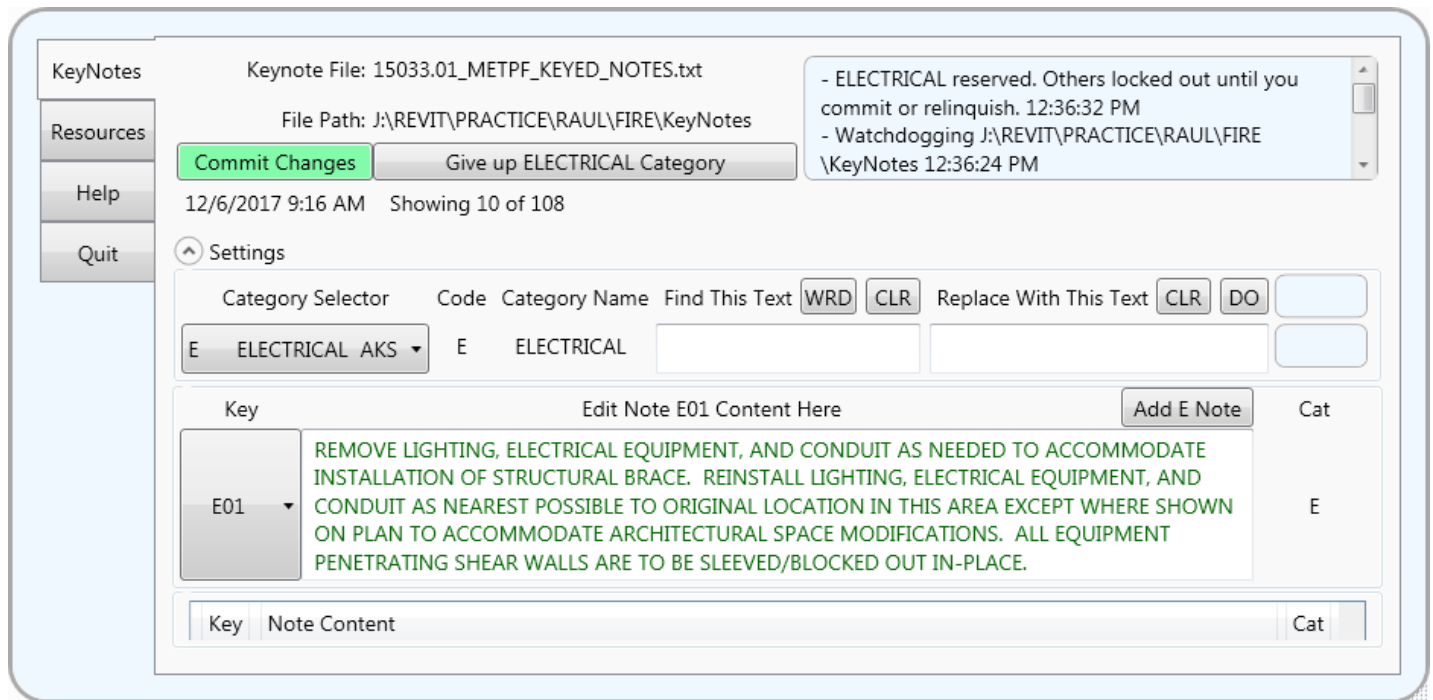 KeyNotes
Resources
Help
Quit
Keynote File: 15033.01_METPF_KEYED_NOTES.txt
File Path: J:\REVIT\PRACTICE\RAUL\FIRE\KeyNotes
Commit Changes
Give up ELECTRICAL Category
- ELECTRICAL reserved. Others locked out until you
commit or relinquish. 12:36:32 PM
- Watchdogging J:\REVIT\PRACTICE\RAUL\FIRE
\KeyNotes 12:36:24 PM
12/6/2017 9:16 AM Showing 10 of 108
Settings
Category Selector Code Category Name Find This Text WRD CLR Replace With This Text CLR DO
E ELECTRICAL AKS E ELECTRICAL
Key Edit Note E01 Content Here Add E Note Cat
REMOVE LIGHTING, ELECTRICAL EQUIPMENT, AND CONDUIT AS NEEDED TO ACCOMMODATE
INSTALLATION OF STRUCTURAL BRACE. REINSTALL LIGHTING, ELECTRICAL EQUIPMENT, AND
E01 CONDUIT AS NEAREST POSSIBLE TO ORIGINAL LOCATION IN THIS AREA EXCEPT WHERE SHOWN E
ON PLAN TO ACCOMMODATE ARCHITECTURAL SPACE MODIFICATIONS. ALL EQUIPMENT
PENETRATING SHEAR WALLS ARE TO BE SLEEVED/BLOCKED OUT IN-PLACE.
Key Note Content Cat